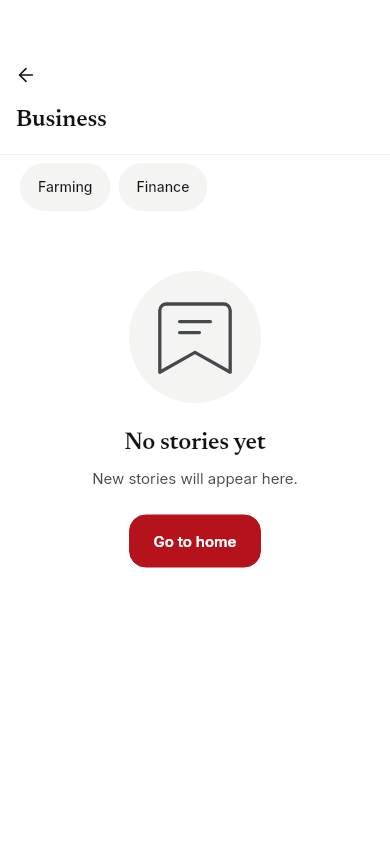 Business
Farming Finance
No stories yet
New stories will appear here.
Go to home